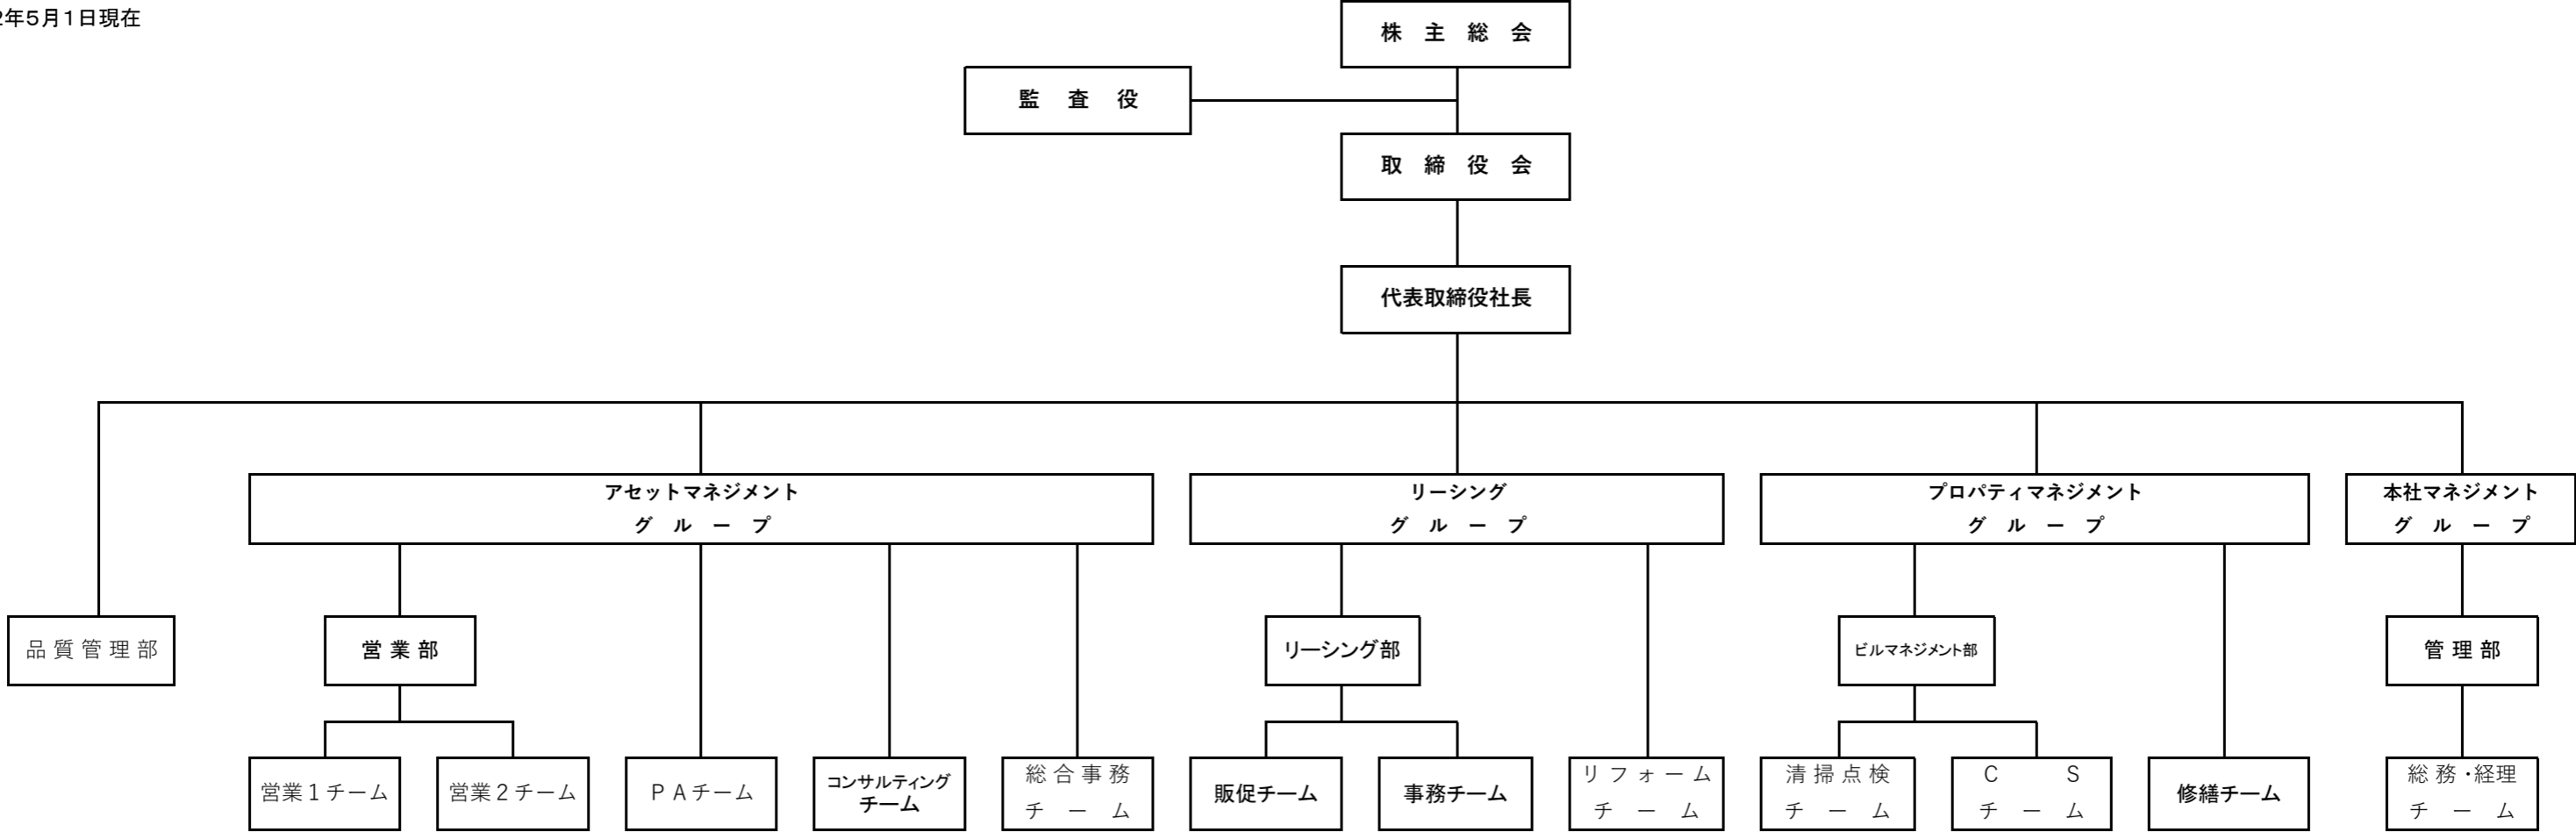 2年5月1日現在
株主総会
監査役
取締役会
代表取締役社長
アセットマネジメント
グループ
リーシング
グループ
プロパティマネジメント
グループ
本社マネジメント
グループ
品質管理部
営業部
リーシング部
ビルマネジメント部
管理部
営業1チーム
営業2チーム
PAチーム
コンサルティング
チーム
総合事務
チーム
販促チーム
事務チーム
リフォーム
チーム
清掃点検
チーム
CS
チーム
修繕チーム
総務・経理
チーム